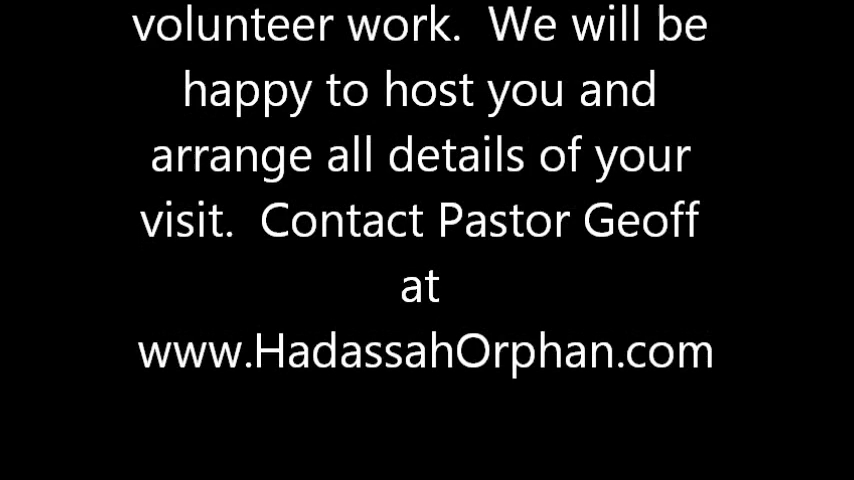 volunteer work.  We will be
happy to host you and
arrange all details of your
visit.  Contact Pastor Geoff
at
www.HadassahOrphan.com